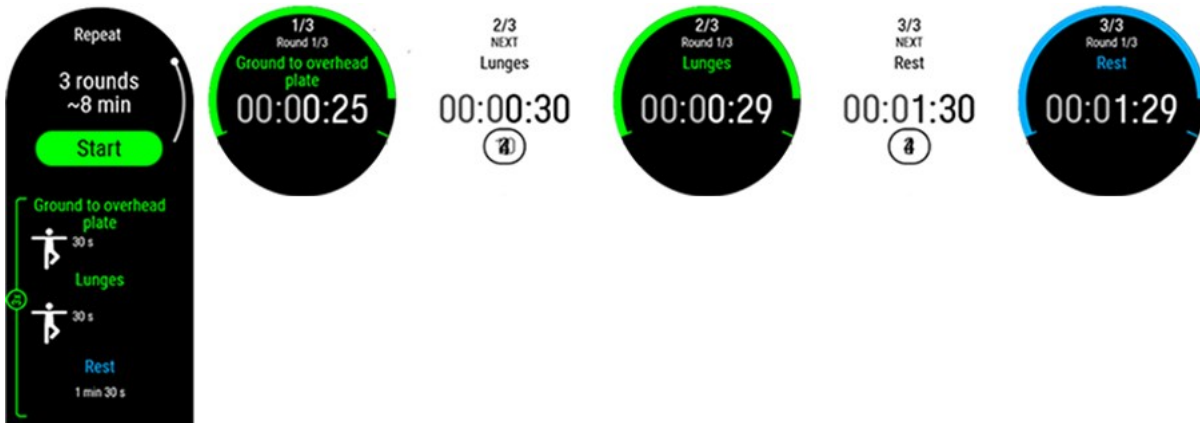 Repeat
3 rounds
~8 min
Start
Ground to overhead
plate
30 s
Lunges
30 s
Rest
1 min 30 s
1/3
Round 1/3
Ground to overhead
plate
00:00:25
2/3
NEXT
Lunges
00:00:30
2/3
Round 1/3
Lunges
00:00:29
3/3
NEXT
Rest
00:01:30
3/3
Round 1/3
Rest
00:01:29